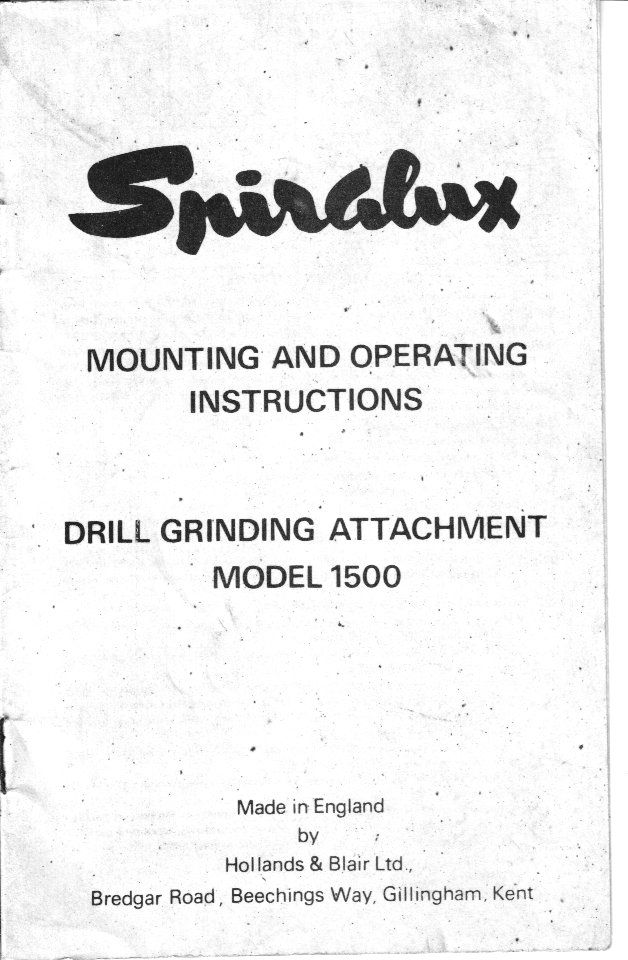 Spiralux
MOUNTING AND OPERATING
INSTRUCTIONS
DRILL GRINDING ATTACHMENT
MODEL 1500
Made in England
by
Hollands & Blair Ltd.,
Bredgar Road, Beechings Way, Gillingham, Kent